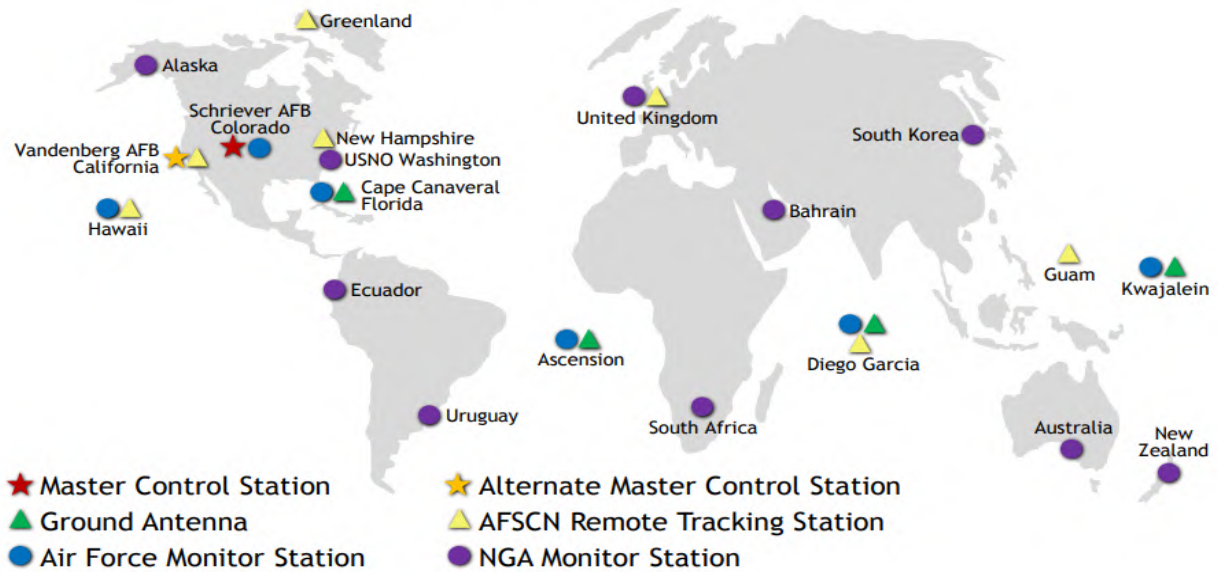 Greenland
Alaska
Schriever AFB
Colorado
United Kingdom
New Hampshire
South Korea
Vandenberg AFB
California
USNO Washington
Cape Canaveral
Florida
Hawaii
Bahrain
Guam
Kwajalein
Ecuador
Ascension
Diego Garcia
Uruguay
South Africa
Australia
New
Zealand
Master Control Station
Alternate Master Control Station
Ground Antenna
AFSCN Remote Tracking Station
Air Force Monitor Station
NGA Monitor Station